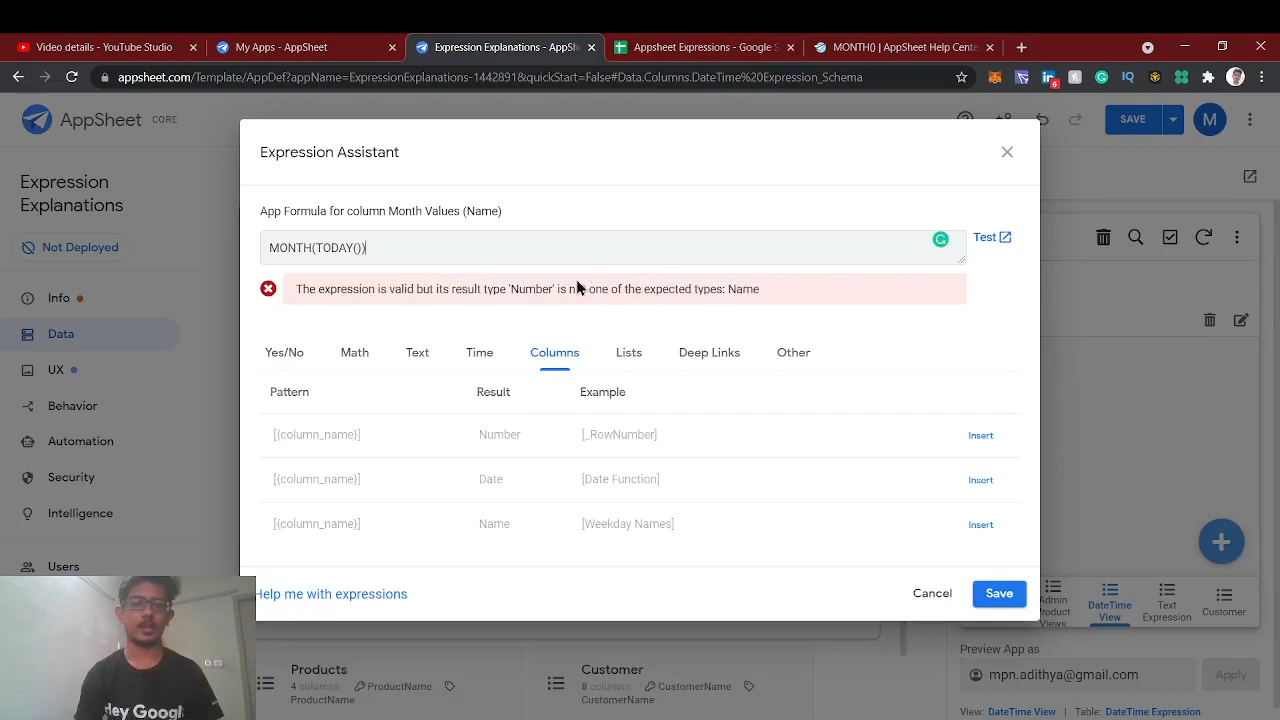 Video details - YouTube Studio
My Apps - AppSheet
Expression Explanations - AppSh
Appsheet Expressions - Google S
MONTH() | AppSheet Help Cente
appsheet.com/Template/AppDef?appName=ExpressionExplanations-1442891&quickStart=False#Data.Columns.DateTime%20Expression_Schema
6
IQ
AppSheet CORE
SAVE
M
Expression
Explanations
Not Deployed
Info
Data
UX
Behavior
Automation
Security
Intelligence
Users
Expression Assistant
App Formula for column Month Values (Name)
MONTH(TODAY())
Test
The expression is valid but its result type 'Number' is n one of the expected types: Name
Yes/No Math Text Time Columns Lists Deep Links Other
Pattern Result Example
[{column_name}] Number [_RowNumber] Insert
[{column_name}] Date [Date Function] Insert
[{column_name}] Name [Weekday Names] Insert
Help me with expressions
Cancel
Save
Products
4 columns: ProductName
ProductName
Customer
8 columns: CustomerName
CustomerName
Admin
Product
Views
DateTime
View
Text
Expression
Customer
Preview App as
mpn.adithya@gmail.com
Apply
View: DateTime View | Table: DateTime Expression
Hey Google